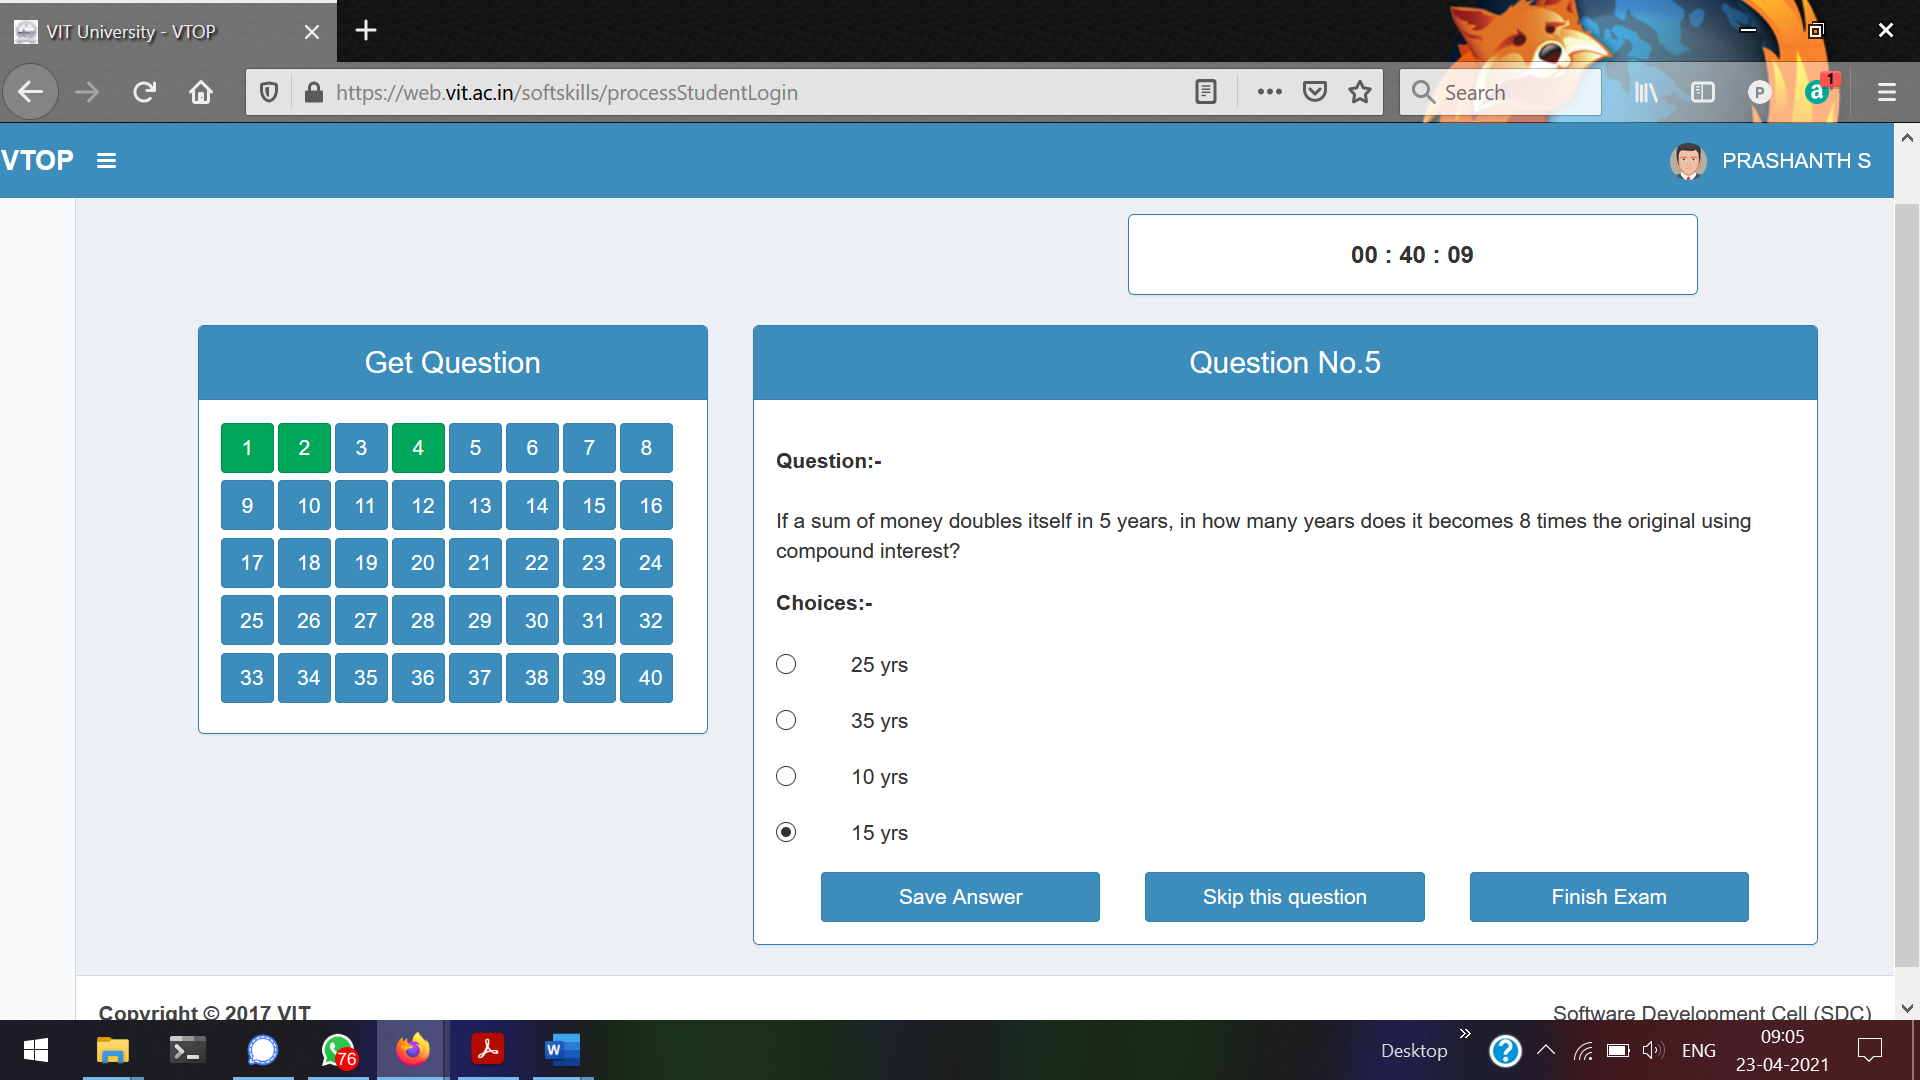 VIT University - VTOP
https://web.vit.ac.in/softskills/processStudentLogin
Search
P
a
1
VTOP
PRASHANTH S
00 : 40 : 09
Get Question
1 2 3 4 5 6 7 8
9 10 11 12 13 14 15 16
17 18 19 20 21 22 23 24
25 26 27 28 29 30 31 32
33 34 35 36 37 38 39 40
Question No.5
Question:-
If a sum of money doubles itself in 5 years, in how many years does it becomes 8 times the original using
compound interest?
Choices:-
25 yrs
35 yrs
10 yrs
15 yrs
Save Answer
Skip this question
Finish Exam
Copyright © 2017 VIT
Software Development Cell (SDC)
76
W
Desktop
ENG
09:05
23-04-2021